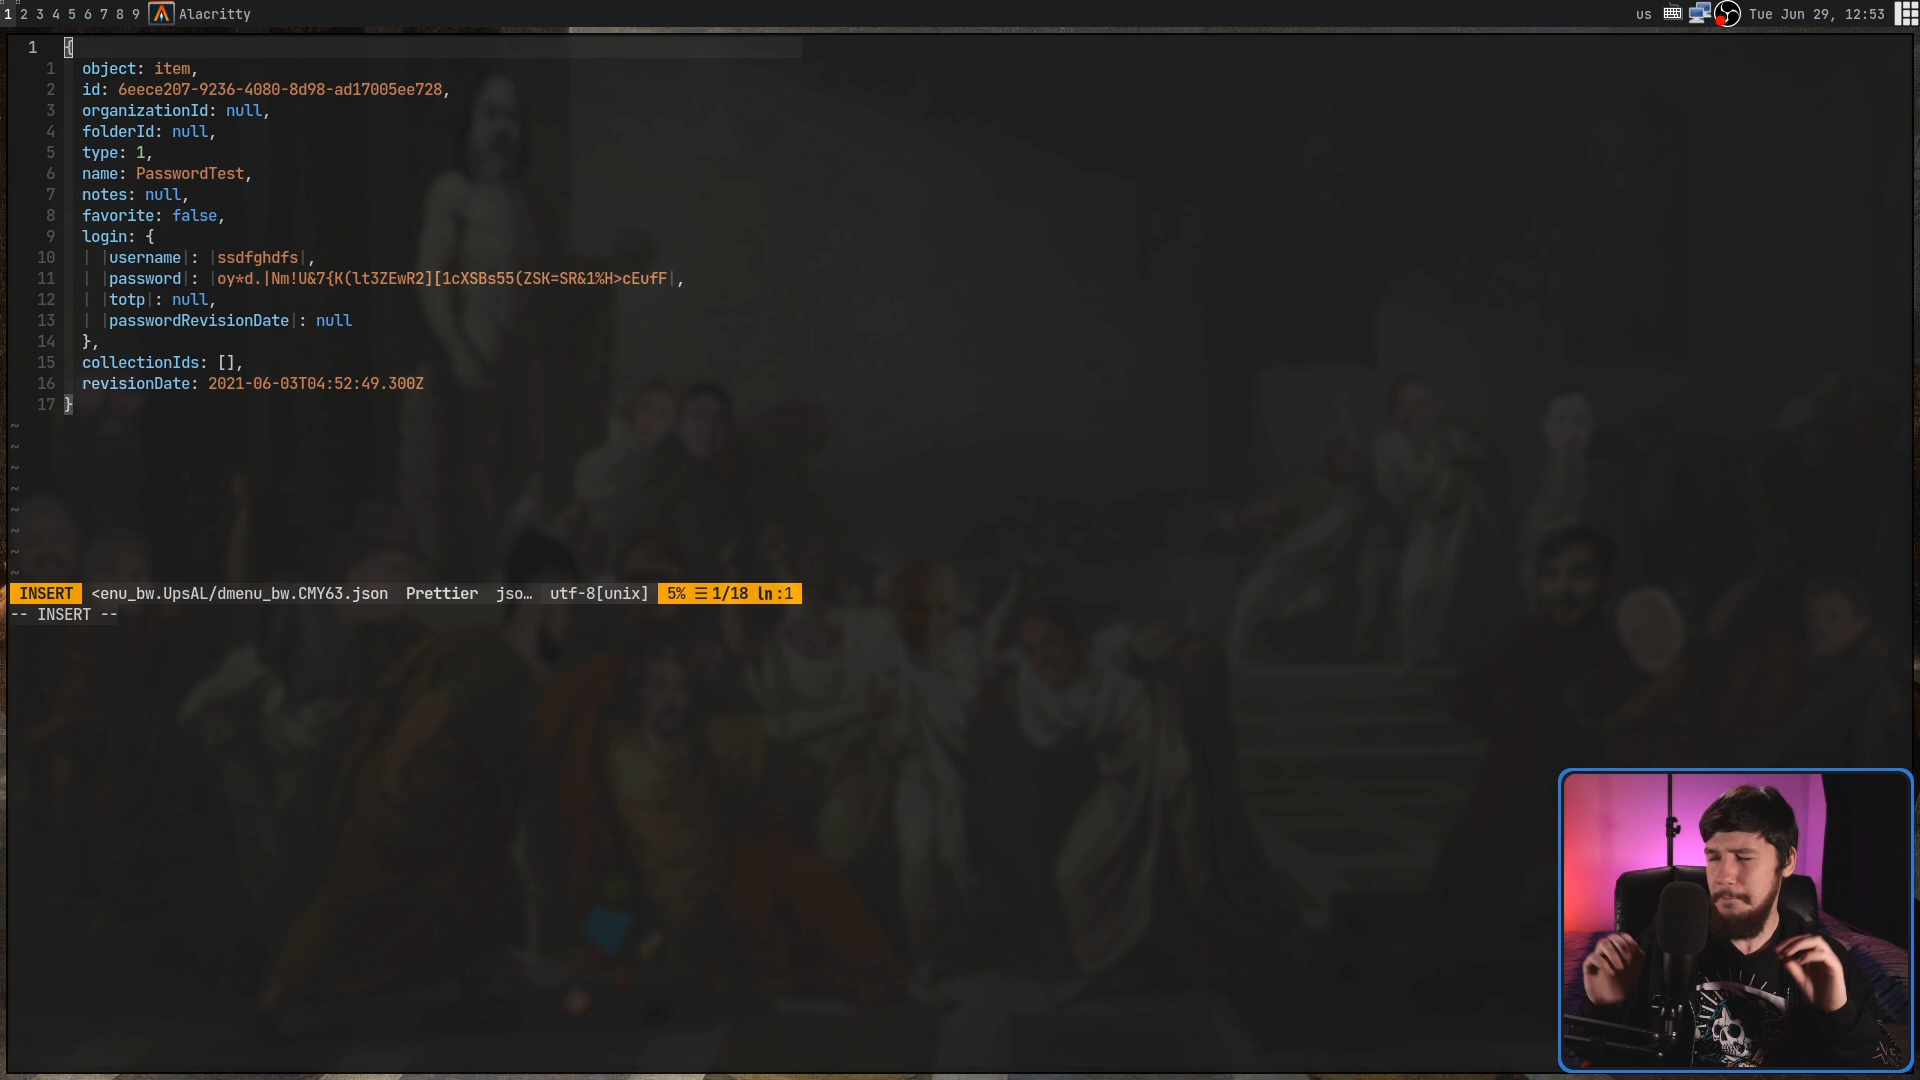 1 2 3 4 5 6 7 8 9 Alacritty us Tue Jun 29, 12:53
1 {
1 object: item,
2 id: 6eece207-9236-4080-8d98-ad17005ee728,
3 organizationId: null,
4 folderId: null,
5 type: 1,
6 name: PasswordTest,
7 notes: null,
8 favorite: false,
9 login: {
10 | |username|: |ssdfghdfs|,
11 | |password|: |oy*d.|Nm!U&7{K(lt3ZEwR2][1cXSBs55(ZSK=SR&1%H>cEufF|,
12 | |totp|: null,
13 | |passwordRevisionDate|: null
14 },
15 collectionIds: [],
16 revisionDate: 2021-06-03T04:52:49.300Z
17 }
~
~
~
~
~
~
~
~
INSERT <enu_bw.UpsAL/dmenu_bw.CMY63.json Prettier jso… utf-8[unix] 5% ☰ 1/18 ln:1
-- INSERT --